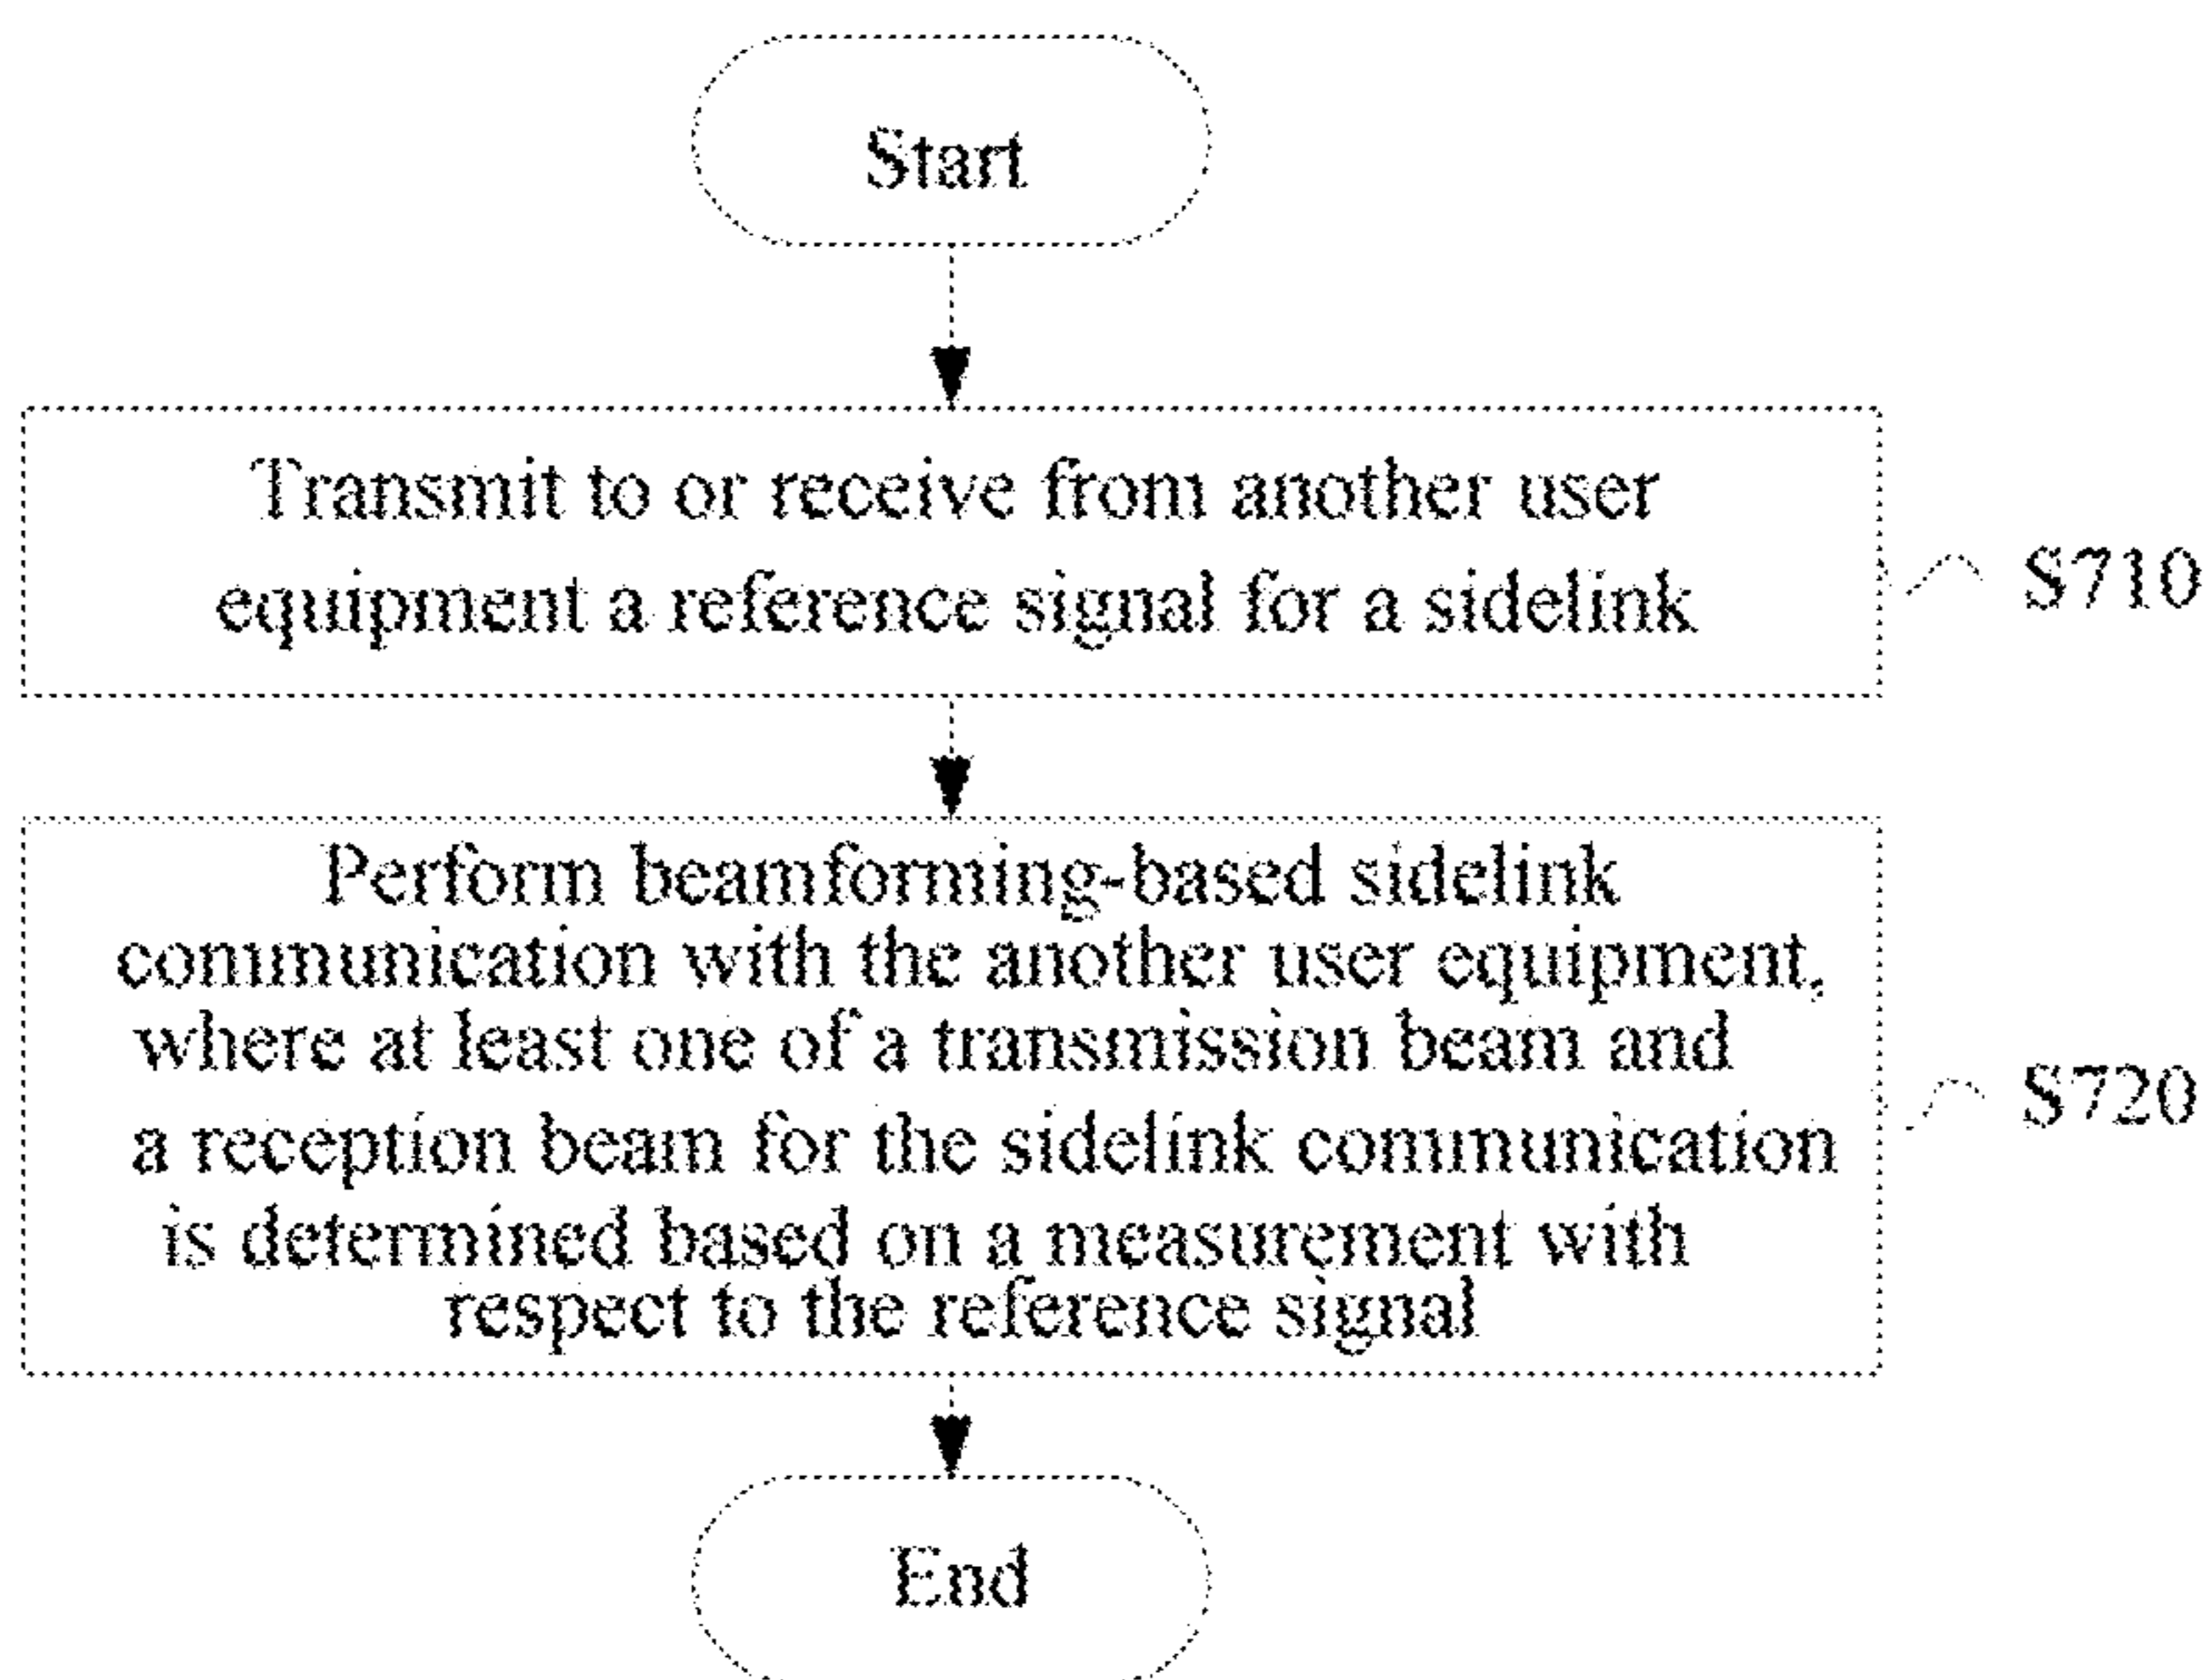 Start
Transmit to or receive from another user
equipment a reference signal for a sidelink
S710
Perform beamforming-based sidelink
communication with the another user equipment,
where at least one of a transmission beam and
a reception beam for the sidelink communication
is determined based on a measurement with
respect to the reference signal
S720
End